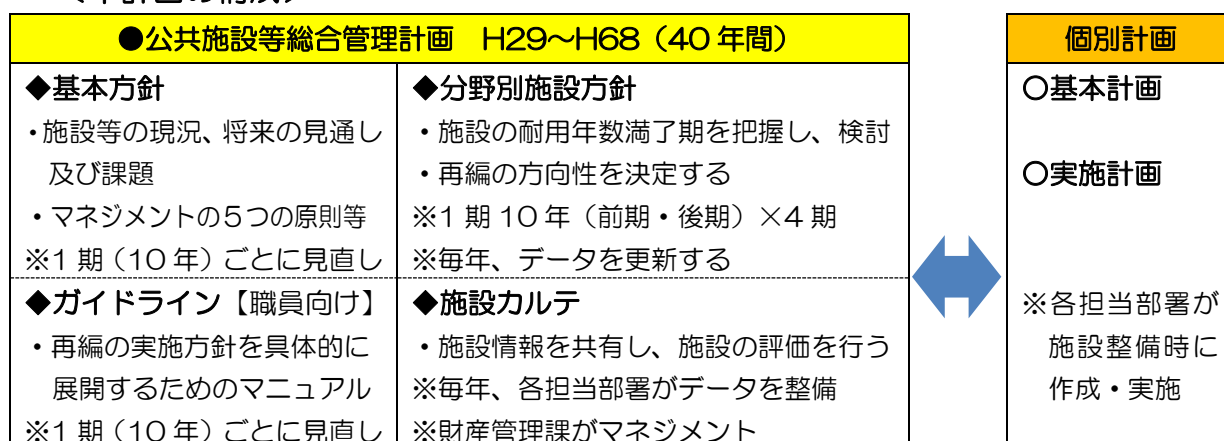 ●公共施設等総合管理計画　H29～H68（40年間）
◆基本方針
・施設等の現況、将来の見通し
及び課題
・マネジメントの5つの原則等
※1期（10年）ごとに見直し
◆分野別施設方針
・施設の耐用年数満了期を把握し、検討
・再編の方向性を決定する
※1期10年（前期・後期）×4期
※毎年、データを更新する
◆ガイドライン【職員向け】
・再編の実施方針を具体的に
展開するためのマニュアル
※1期（10年）ごとに見直し
◆施設カルテ
・施設情報を共有し、施設の評価を行う
※毎年、各担当部署がデータを整備
※財産管理課がマネジメント
個別計画
〇基本計画
〇実施計画
※各担当部署が
施設整備時に
作成・実施